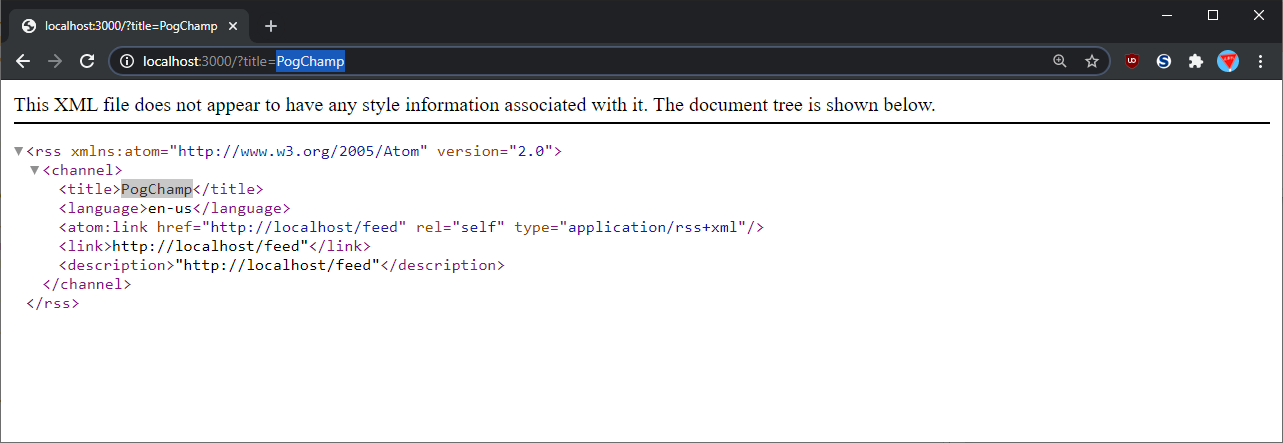 localhost:3000/?title=PogChamp
localhost:3000/?title=PogChamp
This XML file does not appear to have any style information associated with it. The document tree is shown below.
<rss xmlns:atom="http://www.w3.org/2005/Atom" version="2.0">
<channel>
<title>PogChamp</title>
<language>en-us</language>
<atom:link href="http://localhost/feed" rel="self" type="application/rss+xml"/>
<link>http://localhost/feed"</link>
<description>"http://localhost/feed"</description>
</channel>
</rss>